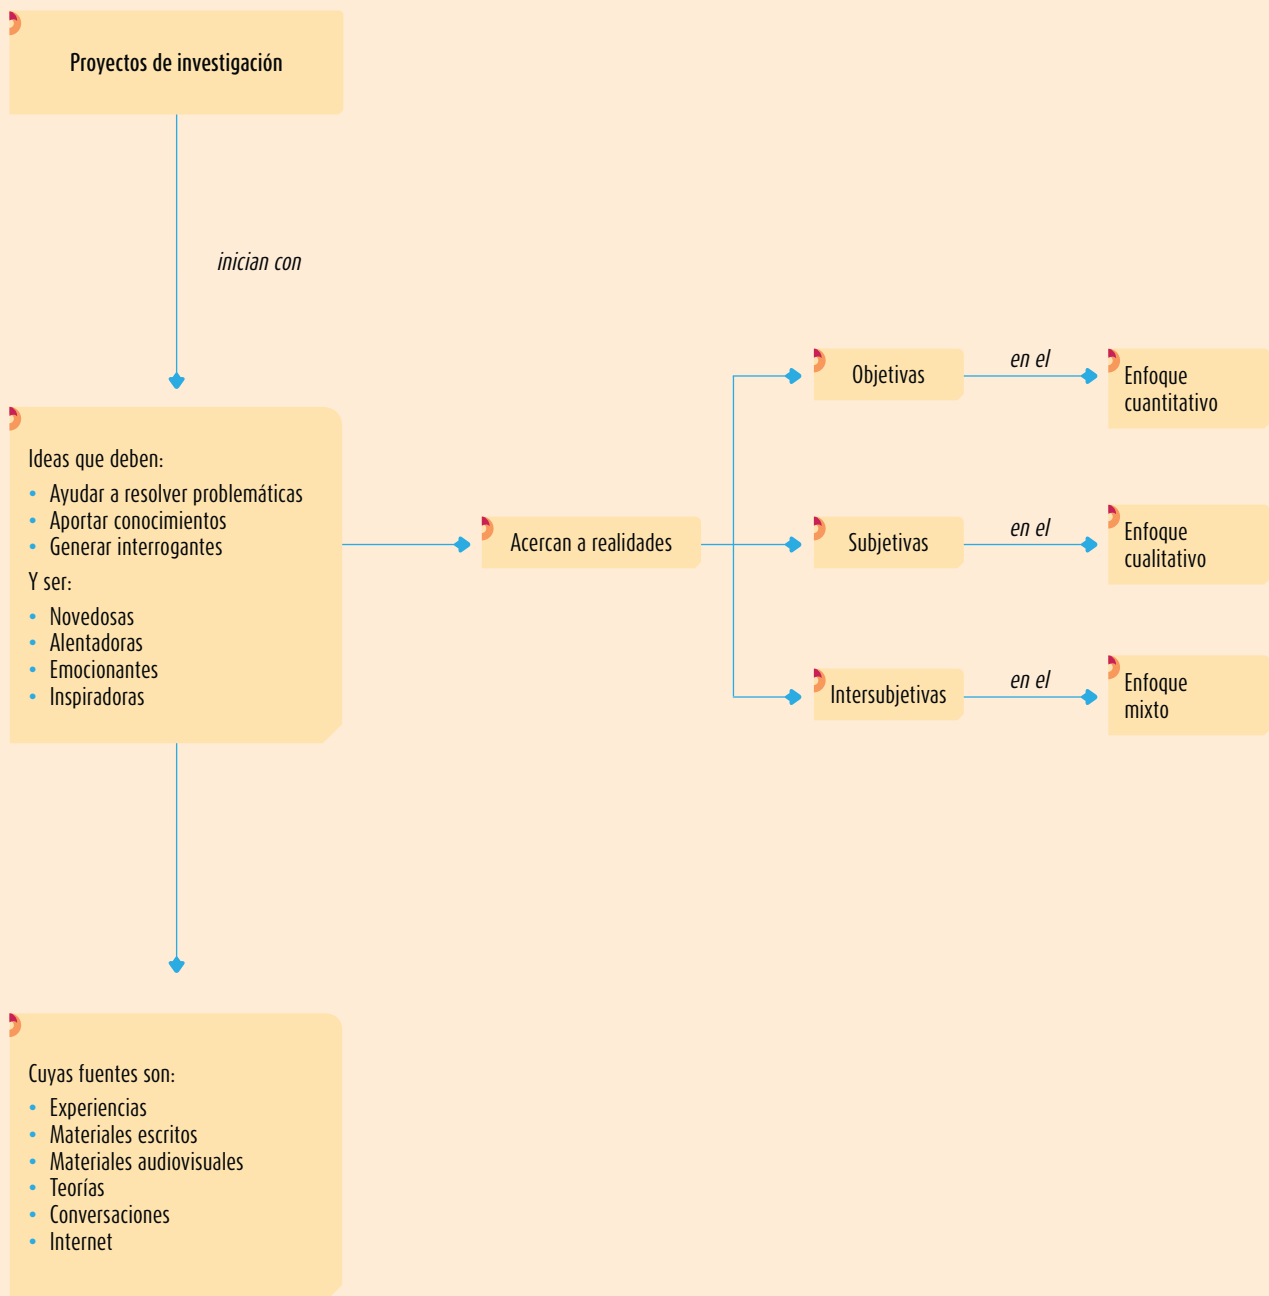 Proyectos de investigación
inician con
Ideas que deben:
• Ayudar a resolver problemáticas
• Aportar conocimientos
• Generar interrogantes
Y ser:
• Novedosas
• Alentadoras
• Emocionantes
• Inspiradoras
Acercan a realidades
Objetivas
en el
Enfoque
cuantitativo
Subjetivas
en el
Enfoque
cualitativo
Intersubjetivas
en el
Enfoque
mixto
Cuyas fuentes son:
• Experiencias
• Materiales escritos
• Materiales audiovisuales
• Teorías
• Conversaciones
• Internet